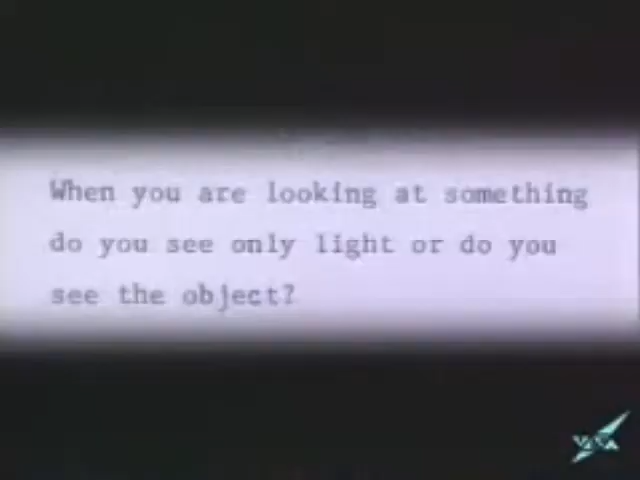 When you are looking at something
do you see only light or do you
see the object?